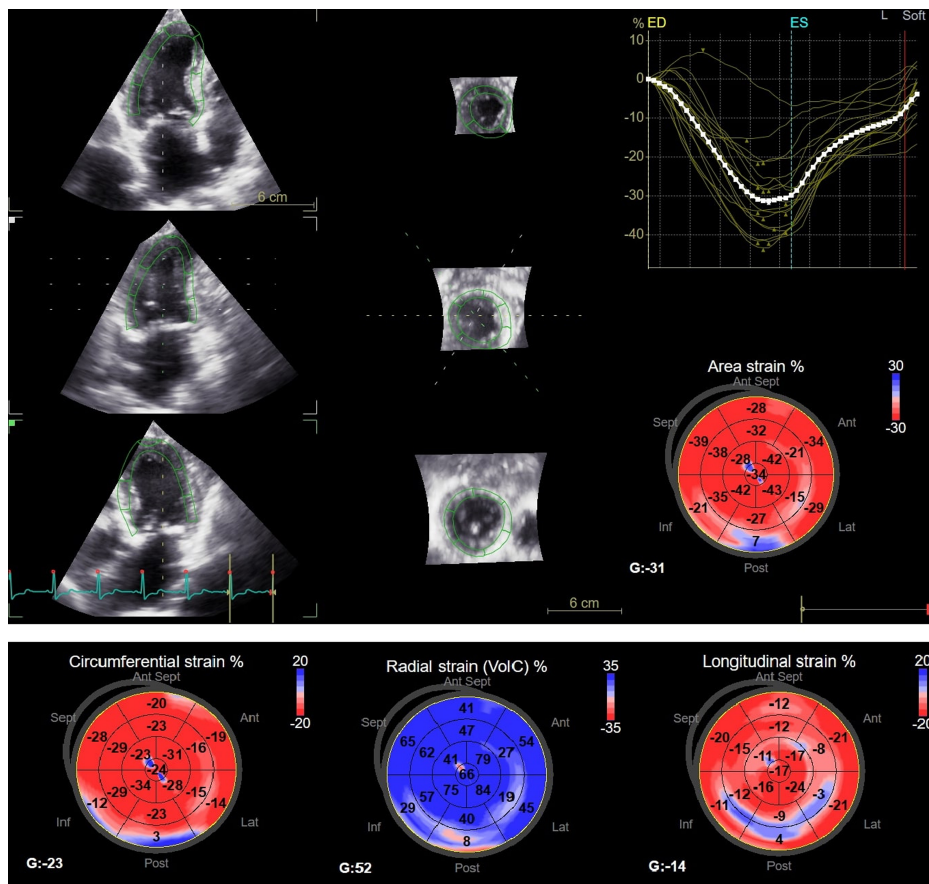 L Soft
% ED ES
10
0
-10
-20
-30
-40
6 cm
Area strain %
30
-30
Ant Sept
Sept Ant
-28
-32
-39 -34
-38 -28 -42 -21
-34
-35 -42 -43 -15
-21 -29
-27
7
Inf Lat
Post
G:-31
6 cm
Circumferential strain %
20
-20
Ant Sept
Sept Ant
-20
-23
-28 -19
-29 -23 -31 -16
-24
-29 -34 -28 -15
-12 -14
-23
3
Inf Lat
Post
G:-23
Radial strain (VolC) %
35
-35
Ant Sept
Sept Ant
41
47
65 54
62 41 79 27
66
57 75 84 19
29 45
40
8
Inf Lat
Post
G:52
Longitudinal strain %
20
-20
Ant Sept
Sept Ant
-12
-12
-20 -21
-15 -11 -17 -8
-17
-12 -16 -24 -3
-11 -21
-9
4
Inf Lat
Post
G:-14